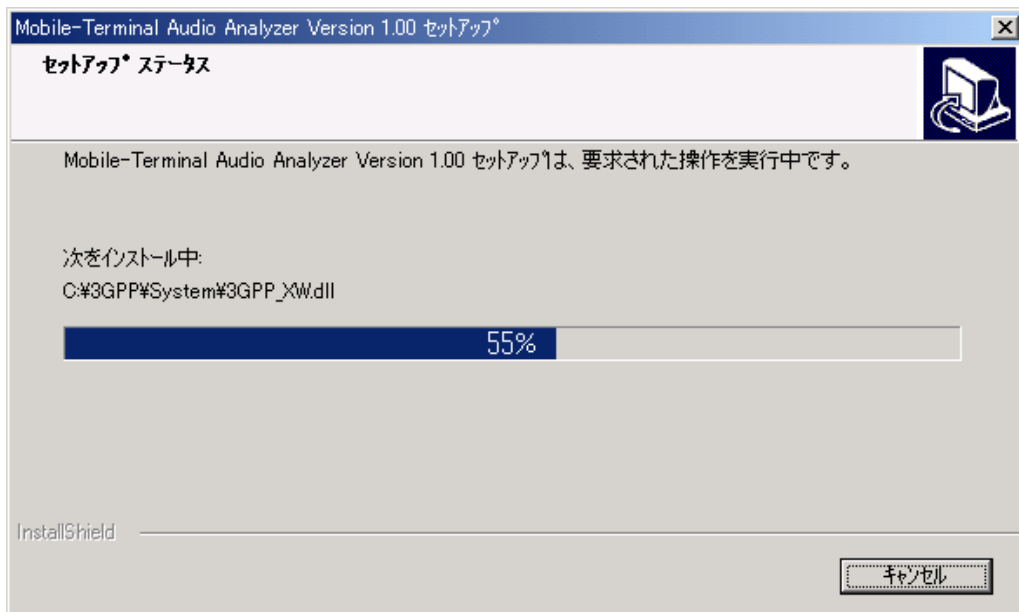 Mobile-Terminal Audio Analyzer Version 1.00 セットアップ
セットアップ ステータス
Mobile-Terminal Audio Analyzer Version 1.00 セットアップは、要求された操作を実行中です。
次をインストール中:
C:¥3GPP¥System¥3GPP_XW.dll
55%
InstallShield
キャンセル